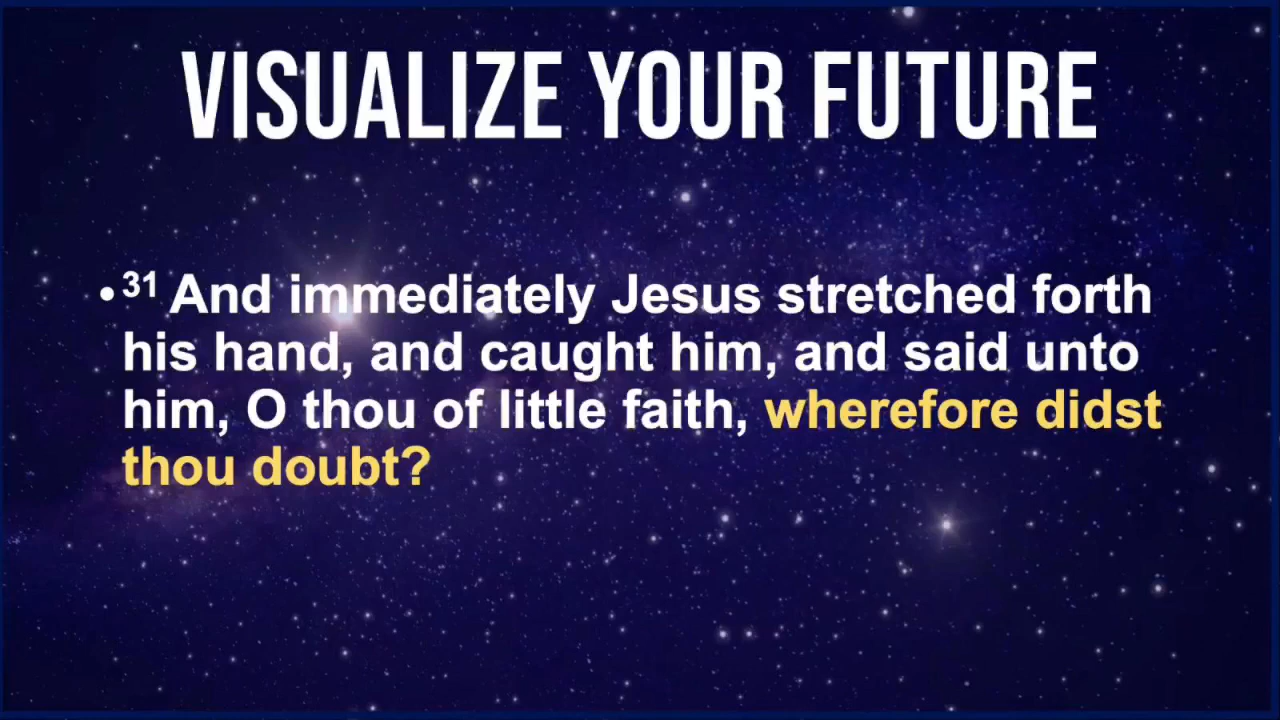 VISUALIZE YOUR FUTURE
•31 And immediately Jesus stretched forth
his hand, and caught him, and said unto
him, O thou of little faith, wherefore didst
thou doubt?